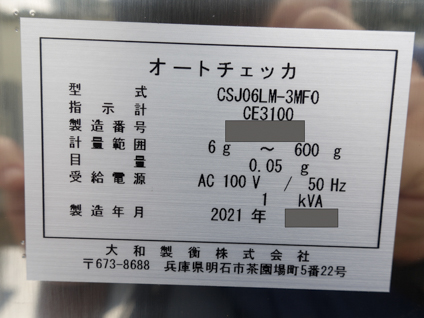 オートチェッカ
型式 CSJ06LM-3MF0
指示計 CE3100
製造番号
計量範囲 6g ～ 600 g
目量 0.05 g
受給電源 AC 100 V / 50 Hz
1 kVA
製造年月 2021 年
大和製衡株式会社
〒673-8688 兵庫県明石市茶園場町5番22号